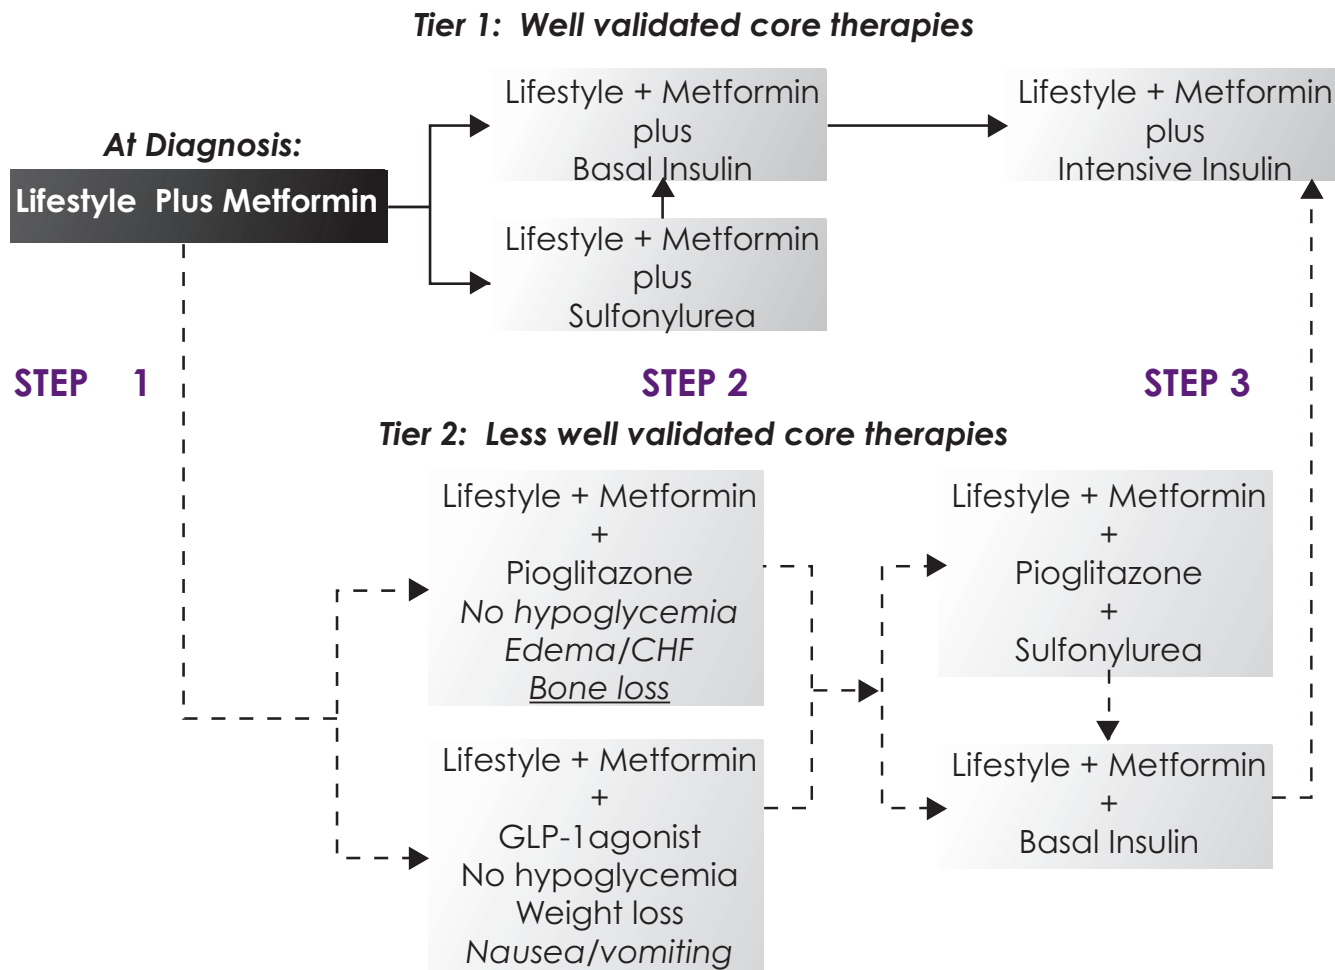 Tier 1: Well validated core therapies
At Diagnosis:
Lifestyle Plus Metformin
Lifestyle + Metformin
plus
Basal Insulin
Lifestyle + Metformin
plus
Sulfonylurea
Lifestyle + Metformin
plus
Intensive Insulin
STEP 1
STEP 2
STEP 3
Tier 2: Less well validated core therapies
Lifestyle + Metformin
+
Pioglitazone
No hypoglycemia
Edema/CHF
Bone loss
Lifestyle + Metformin
+
GLP-1agonist
No hypoglycemia
Weight loss
Nausea/vomiting
Lifestyle + Metformin
+
Pioglitazone
+
Sulfonylurea
Lifestyle + Metformin
+
Basal Insulin